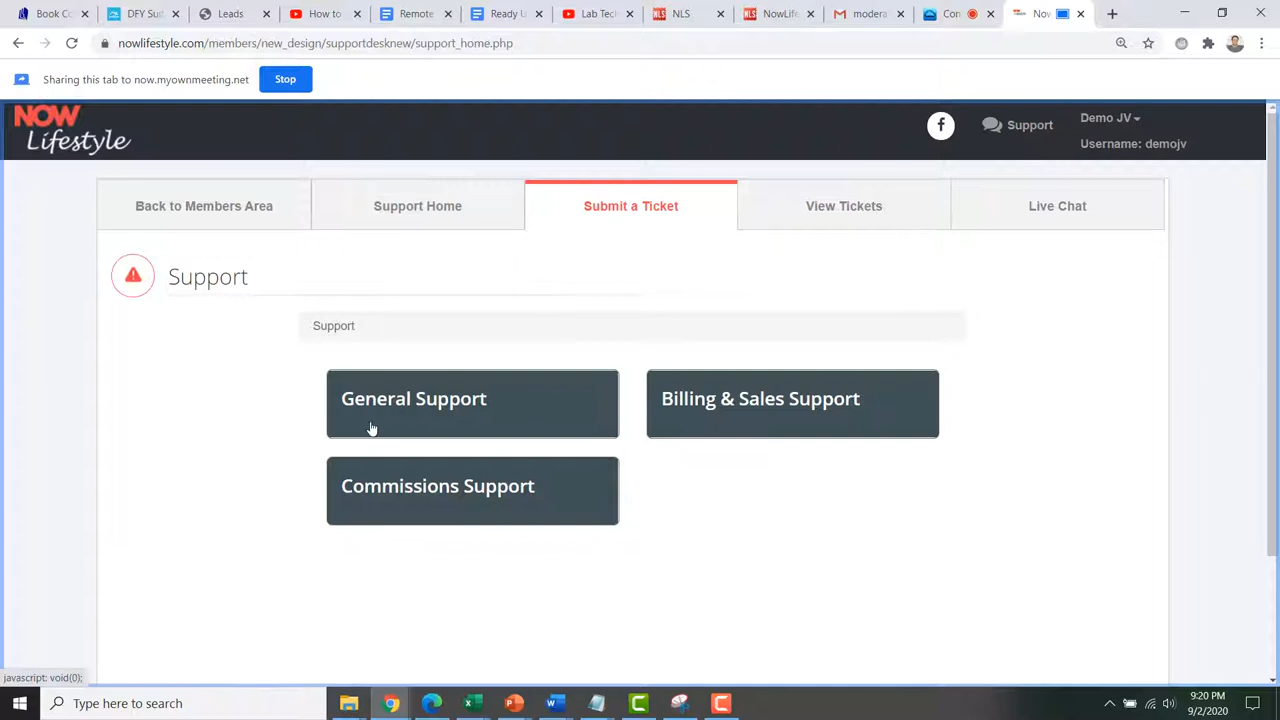 Book Co
DFY Sur
Leads
How to
Remote
Ready U
Lab Tec
NLS
NowLife
modera
Con
Nov
nowlifestyle.com/members/new_design/supportdesknew/support_home.php
Sharing this tab to now.myownmeeting.net
Stop
NOW
Lifestyle
Support
Demo JV
Username: demojv
Back to Members Area
Support Home
Submit a Ticket
View Tickets
Live Chat
Support
Support
General Support
Billing & Sales Support
Commissions Support
javascript: void(0);
Type here to search
9:20 PM
9/2/2020